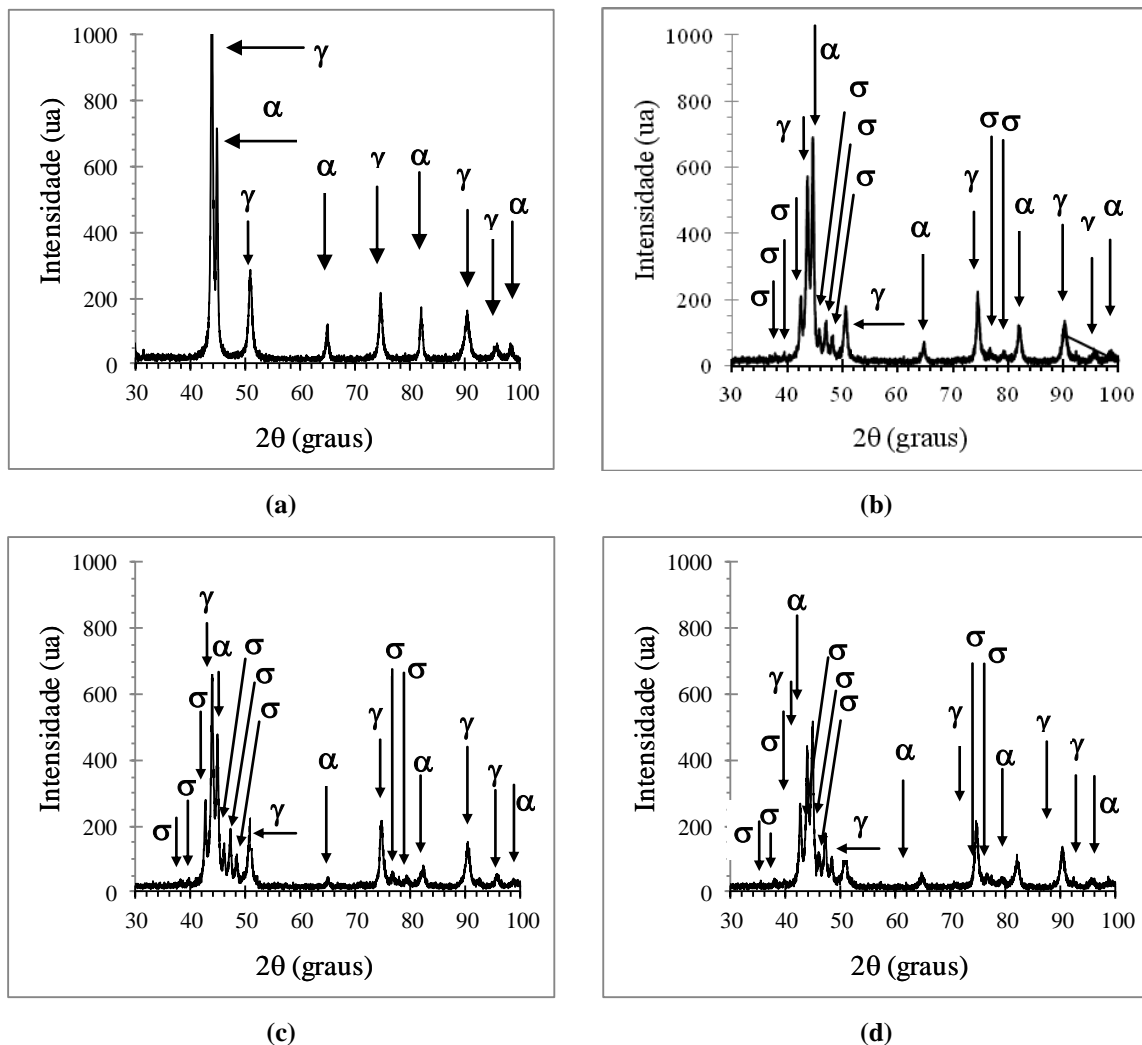 1000
800
600
400
200
0
Intensidade (ua)
γ
α
γ
α
γ
α
γ
γ
α
30 40 50 60 70 80 90 100
2θ (graus)
(a)
1000
800
600
400
200
0
Intensidade (ua)
α
σ
γ
σ
σ
σ
σ
σ
σ
σ
γ
α
γ
α
γ
γ
α
30 40 50 60 70 80 90 100
2θ (graus)
(b)
1000
800
600
400
200
0
Intensidade (ua)
γ
α
σ
σ
σ
σ
σ
σ
γ
α
γ
σ
σ
α
γ
γ
α
30 40 50 60 70 80 90 100
2θ (graus)
(c)
1000
800
600
400
200
0
Intensidade (ua)
α
γ
σ
σ
σ
σ
σ
σ
γ
α
γ
σ
σ
α
γ
γ
α
30 40 50 60 70 80 90 100
2θ (graus)
(d)